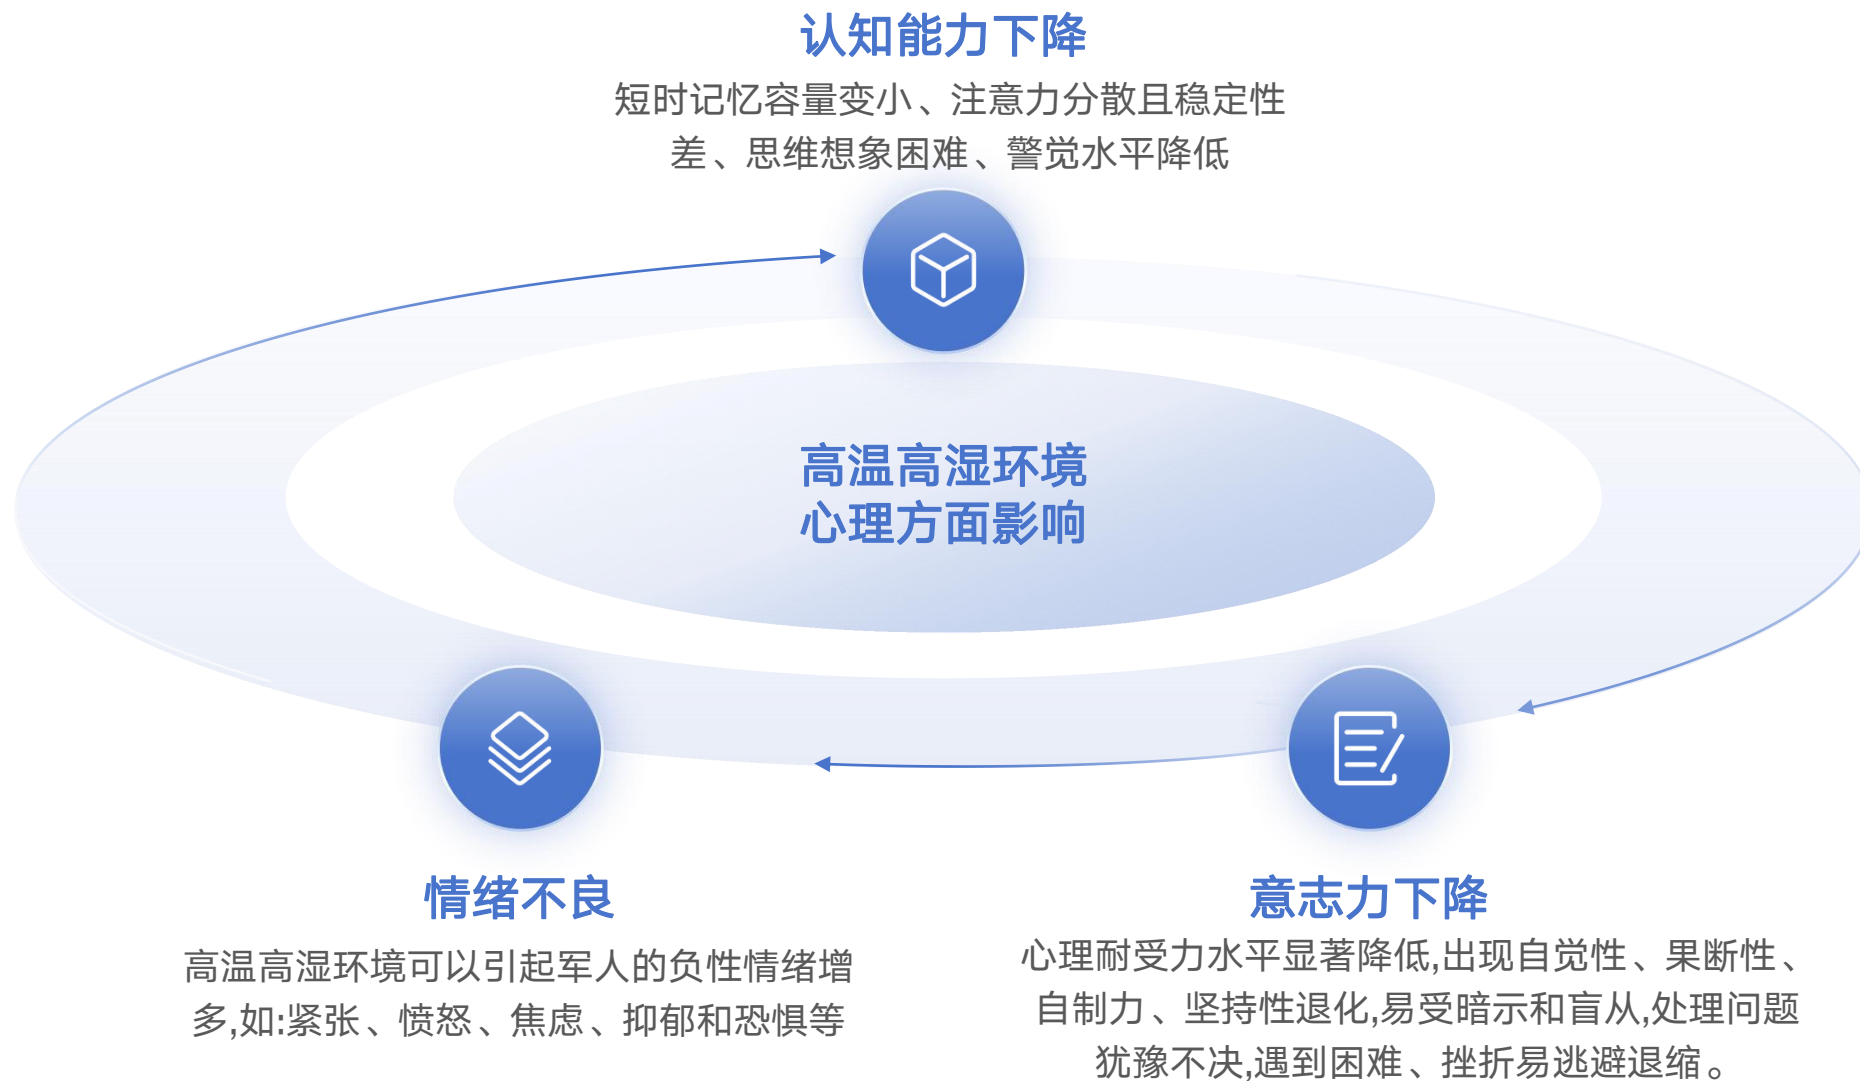 认知能力下降
短时记忆容量变小、注意力分散且稳定性
差、思维想象困难、警觉水平降低
高温高湿环境
心理方面影响
情绪不良
高温高湿环境可以引起军人的负性情绪增
多,如:紧张、愤怒、焦虑、抑郁和恐惧等
意志力下降
心理耐受力水平显著降低,出现自觉性、果断性、
自制力、坚持性退化,易受暗示和盲从,处理问题
犹豫不决,遇到困难、挫折易逃避退缩。